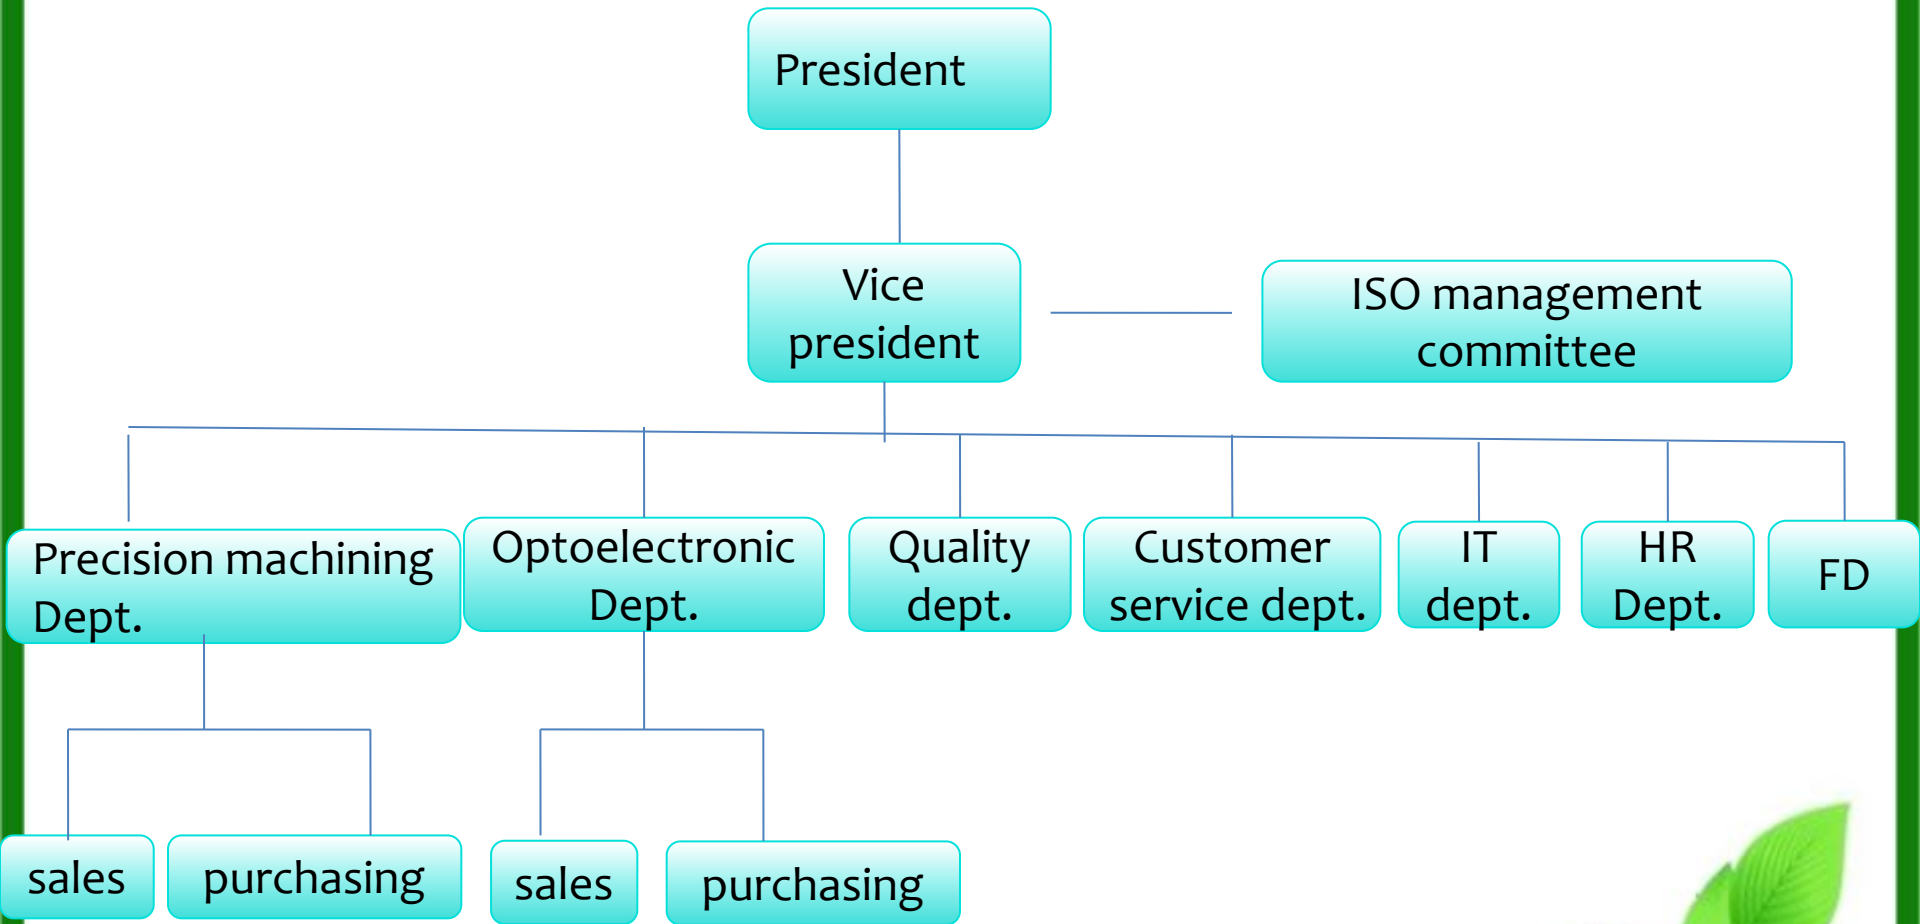 President
Vice
president
ISO management
committee
Precision machining
Dept.
Optoelectronic
Dept.
Quality
dept.
Customer
service dept.
IT
dept.
HR
Dept.
FD
sales
purchasing
sales
purchasing